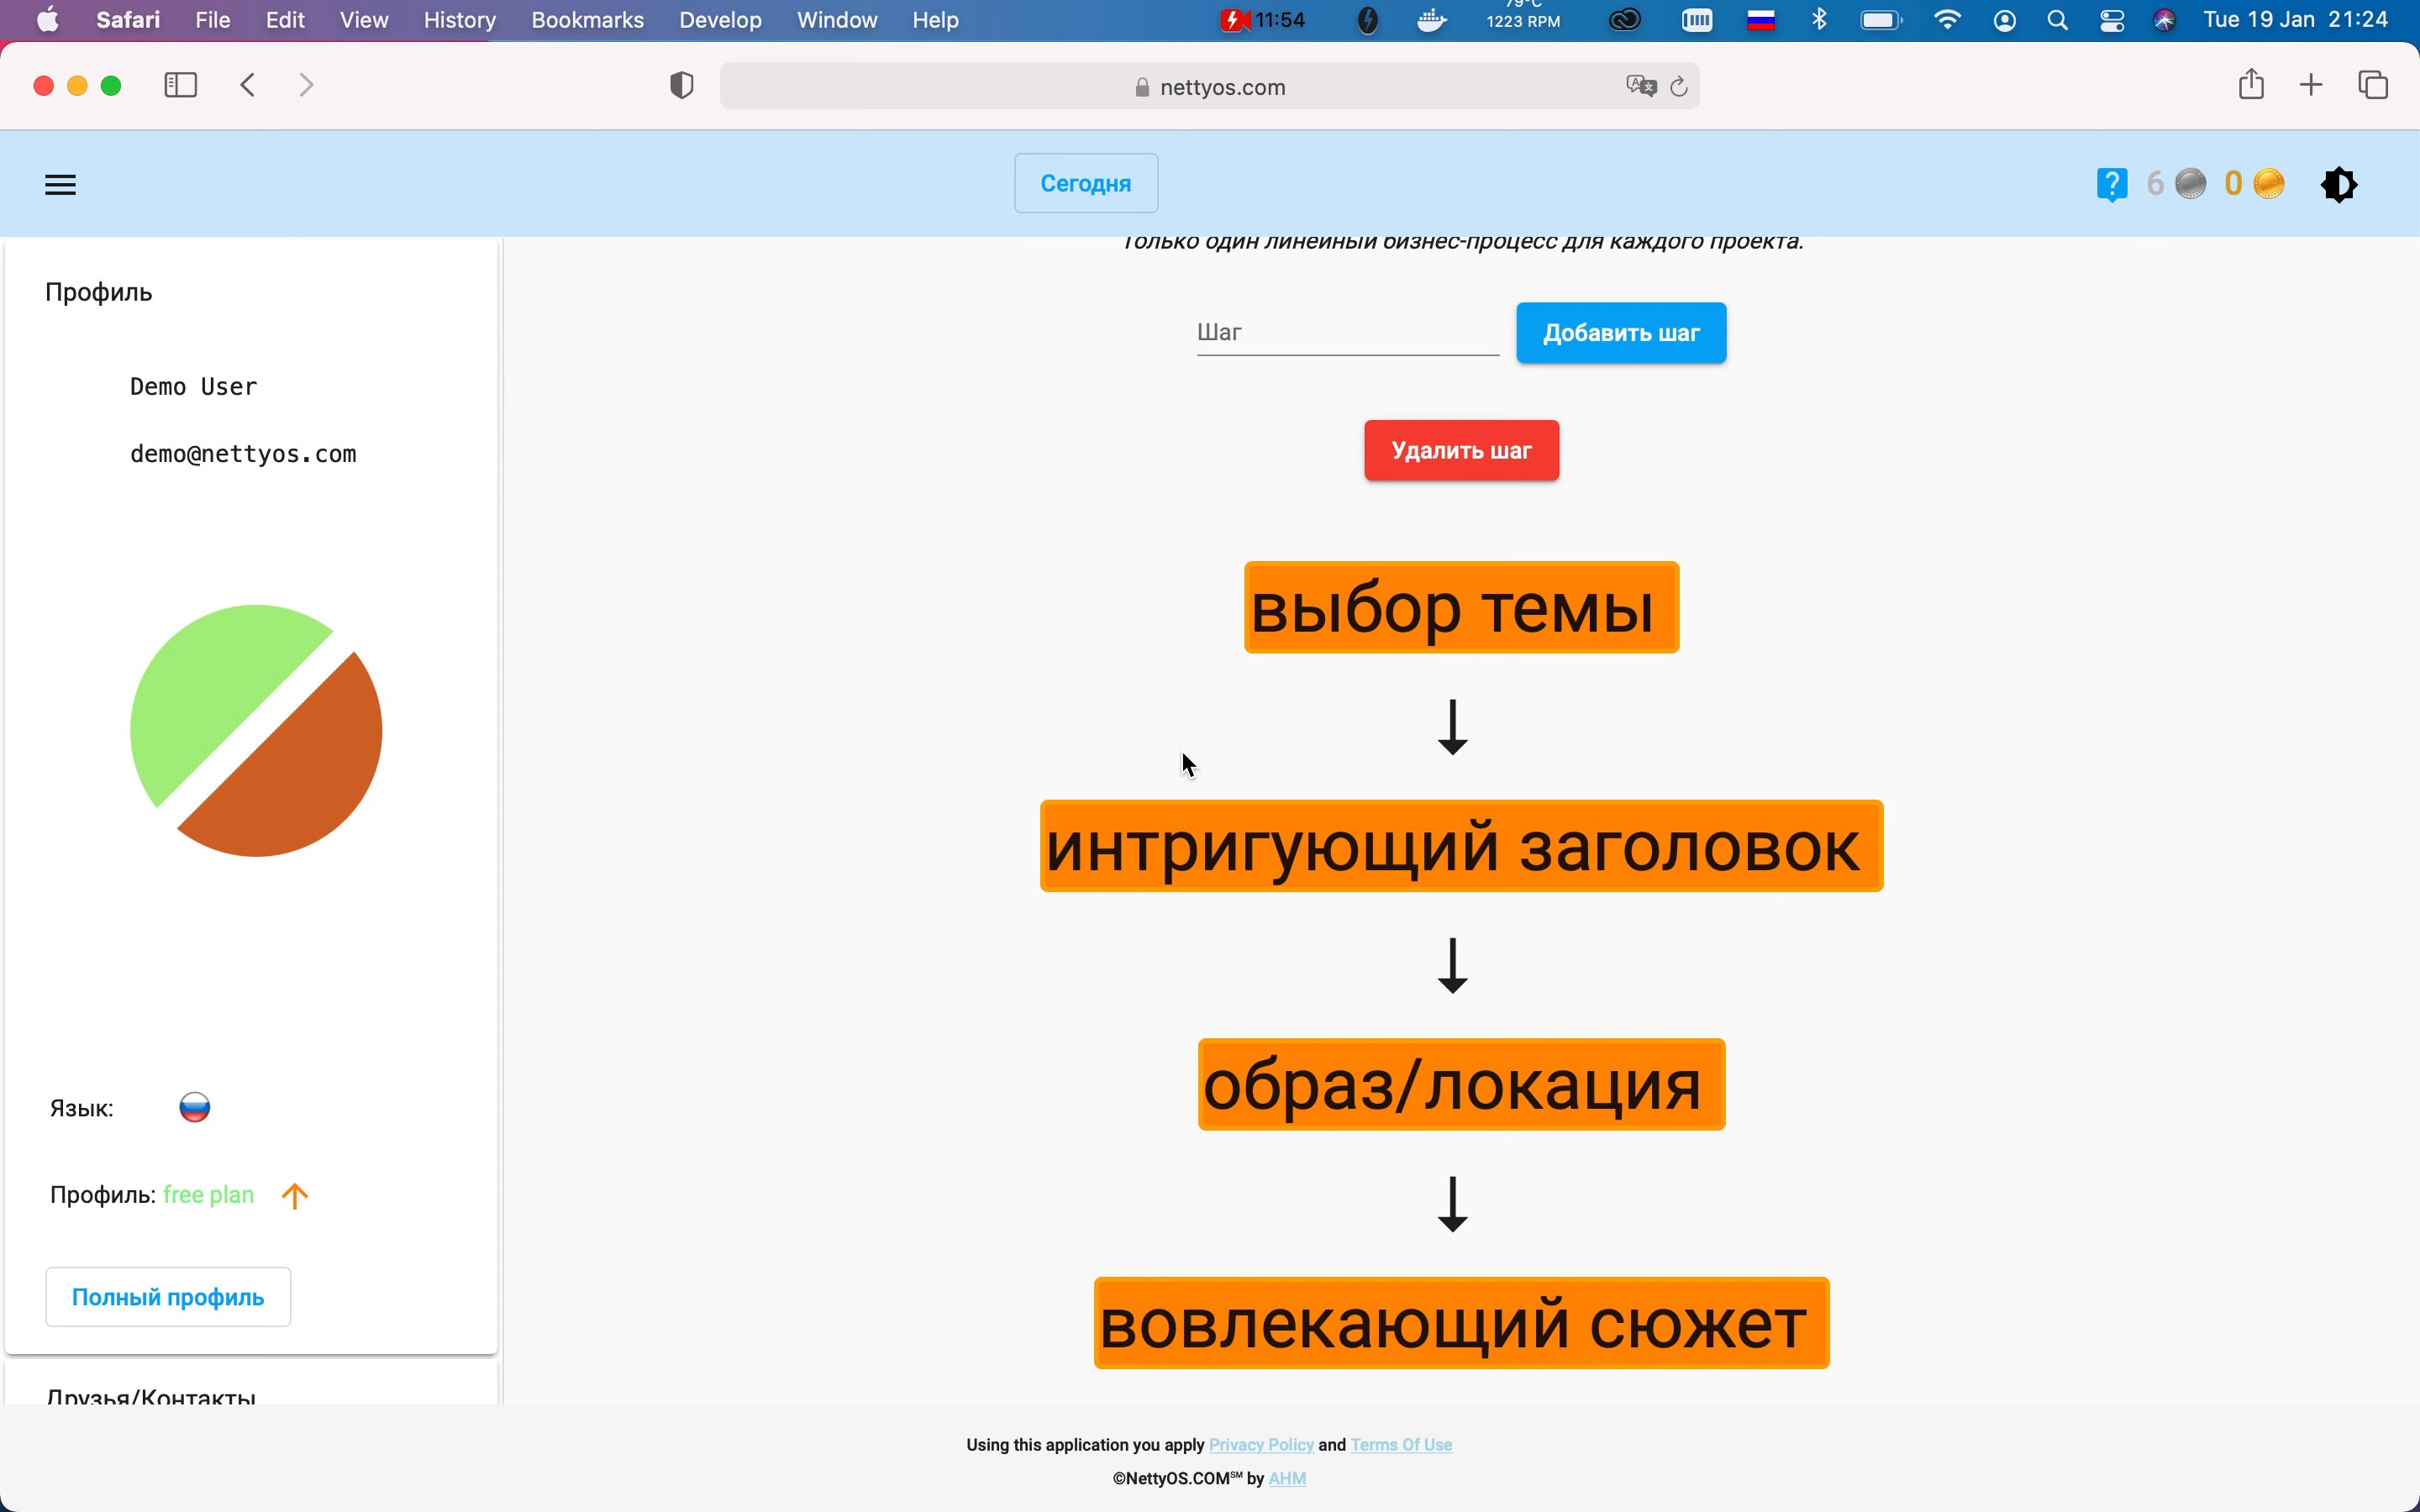 Safari File Edit View History Bookmarks Develop Window Help 11:54 79°C 1223 RPM Tue 19 Jan 21:24
nettyos.com
Сегодня
6 0
Только один линейный бизнес-процесс для каждого проекта.
Профиль
Demo User
demo@nettyos.com
Язык:
Профиль: free plan
Полный профиль
Друзья/Контакты
Шаг
Добавить шаг
Удалить шаг
выбор темы
интригующий заголовок
образ/локация
вовлекающий сюжет
Using this application you apply Privacy Policy and Terms Of Use
©NettyOS.COM℠ by AHM